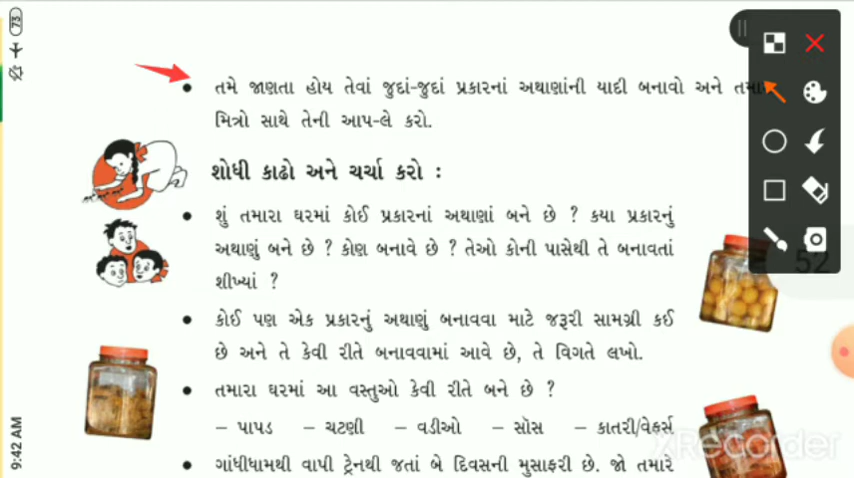 73
9:42 AM
તમે જાણતા હોય તેવાં જુદાં-જુદાં પ્રકારનાં અથાણાંની યાદી બનાવો અને
મિત્રો સાથે તેની આપ-લે કરો.
શોધી કાઢો અને ચર્ચા કરો :
શું તમારા ઘરમાં કોઈ પ્રકારનાં અથાણાં બને છે ? કયા પ્રકારનું
અથાણું બને છે ? કોણ બનાવે છે ? તેઓ કોની પાસેથી તે બનાવતાં
શીખ્યાં ?
52
કોઈ પણ એક પ્રકારનું અથાણું બનાવવા માટે જરૂરી સામગ્રી કઈ
છે અને તે કેવી રીતે બનાવવામાં આવે છે, તે વિગતે લખો.
તમારા ઘરમાં આ વસ્તુઓ કેવી રીતે બને છે ?
– પાપડ – ચટણી – વડીઓ – સૉસ – કાતરી/વેફર્સ
XRecorder
ગાંધીધામથી વાપી ટ્રેનથી જતાં બે દિવસની મુસાફરી છે. જો તમારે